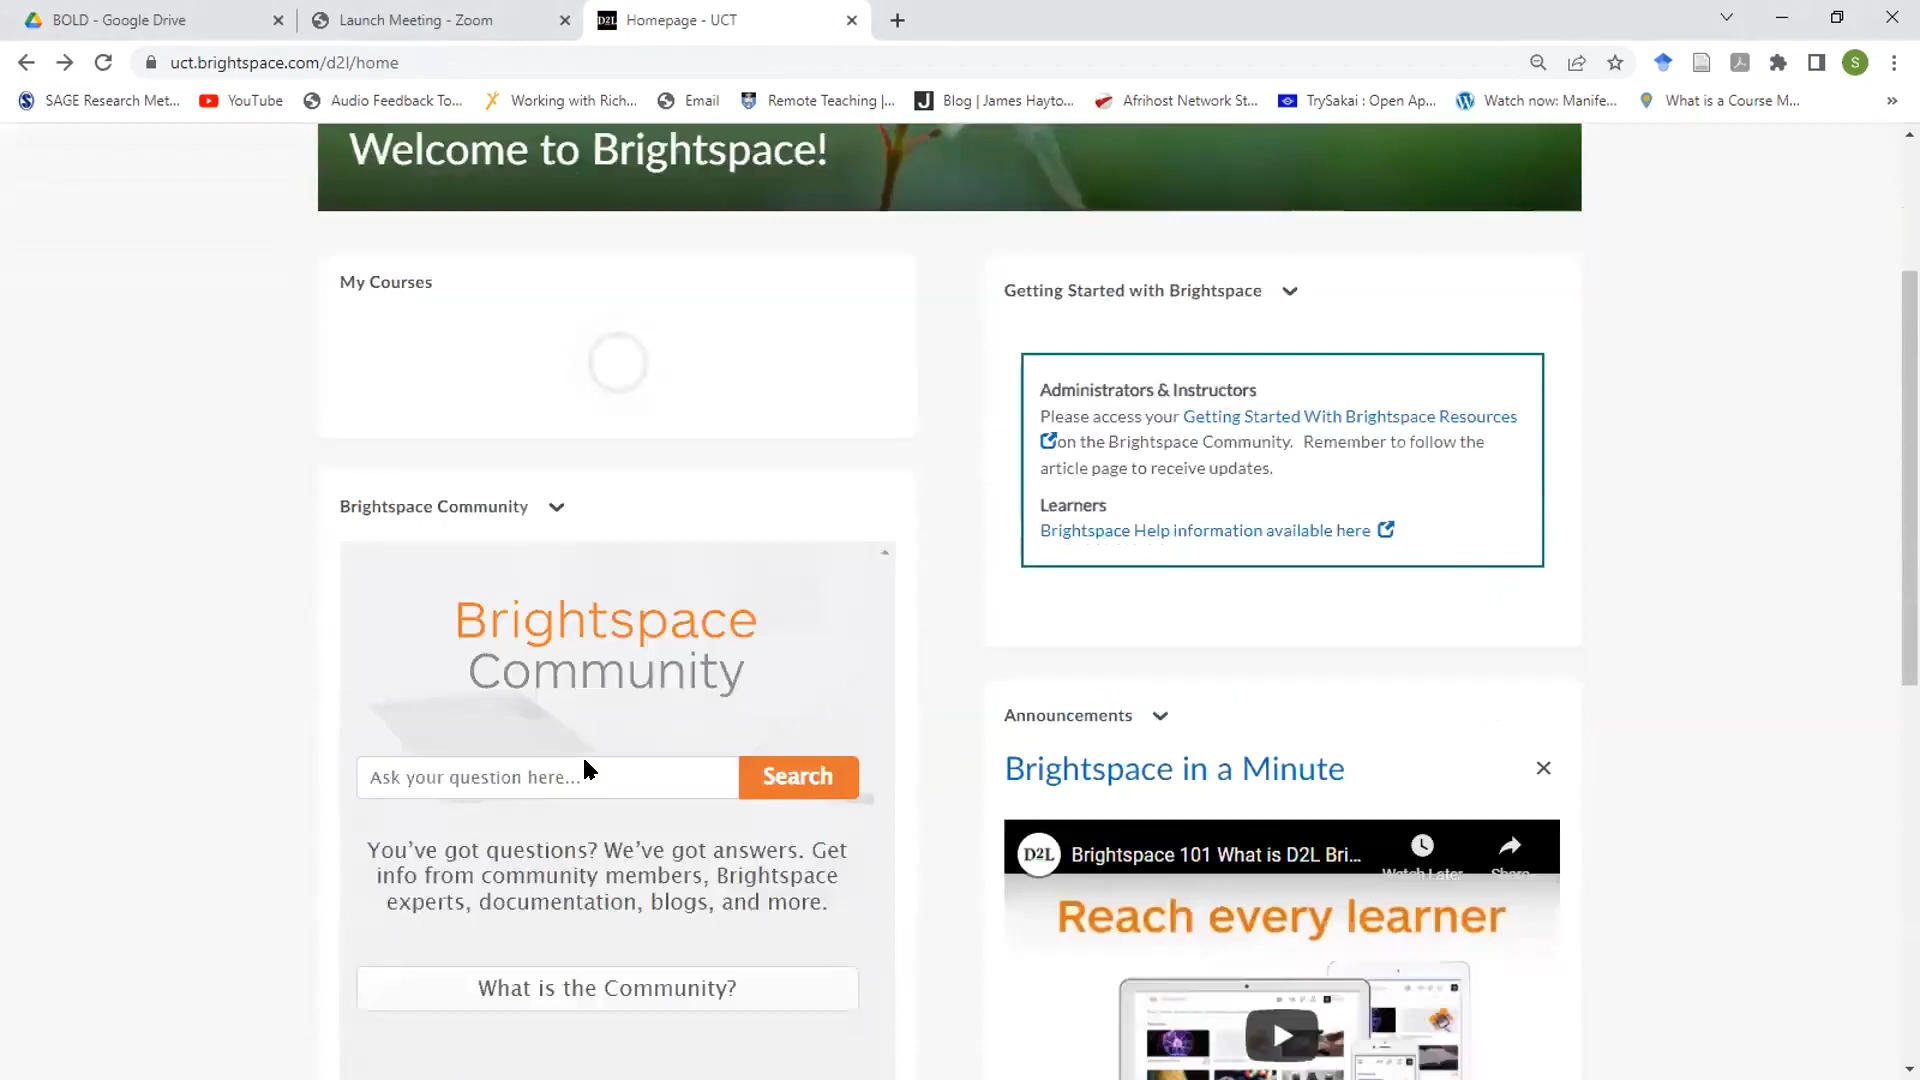 BOLD - Google Drive
Launch Meeting - Zoom
D2L Homepage - UCT
uct.brightspace.com/d2l/home
S
SAGE Research Met...
YouTube
Audio Feedback To...
Working with Rich...
Email
Remote Teaching |...
Blog | James Hayto...
Afrihost Network St...
TrySakai : Open Ap...
Watch now: Manife...
What is a Course M...
»
Welcome to Brightspace!
My Courses
Getting Started with Brightspace
Administrators & Instructors
Please access your Getting Started With Brightspace Resources
on the Brightspace Community. Remember to follow the
article page to receive updates.
Learners
Brightspace Help information available here
Brightspace Community
Brightspace
Community
Ask your question here...
Search
You've got questions? We've got answers. Get
info from community members, Brightspace
experts, documentation, blogs, and more.
What is the Community?
Announcements
Brightspace in a Minute
D2L Brightspace 101 What is D2L Bri...
Watch Later
Share
Reach every learner